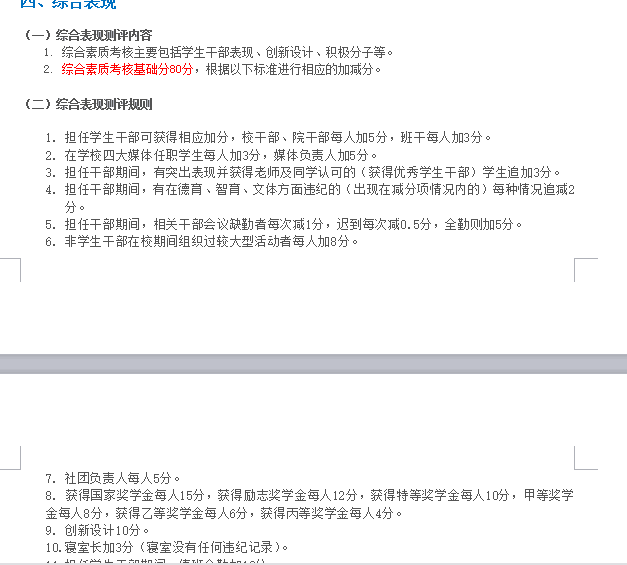 四、综合表现
（一）综合表现测评内容
1. 综合素质考核主要包括学生干部表现、创新设计、积极分子等。
2. 综合素质考核基础分80分，根据以下标准进行相应的加减分。
（二）综合表现测评规则
1. 担任学生干部可获得相应加分，校干部、院干部每人加5分，班干每人加3分。
2. 在学校四大媒体任职学生每人加3分，媒体负责人加5分。
3. 担任干部期间，有突出表现并获得老师及同学认可的（获得优秀学生干部）学生追加3分。
4. 担任干部期间，有在德育、智育、文体方面违纪的（出现在减分项情况内的）每种情况追减2
分。
5. 担任干部期间，相关干部会议缺勤者每次减1分，迟到每次减0.5分，全勤则加5分。
6. 非学生干部在校期间组织过较大型活动者每人加8分。
7. 社团负责人每人5分。
8. 获得国家奖学金每人15分，获得励志奖学金每人12分，获得特等奖学金每人10分，甲等奖学
金每人8分，获得乙等奖学金每人6分，获得丙等奖学金每人4分。
9. 创新设计10分。
10.寝室长加3分（寝室没有任何违纪记录）。